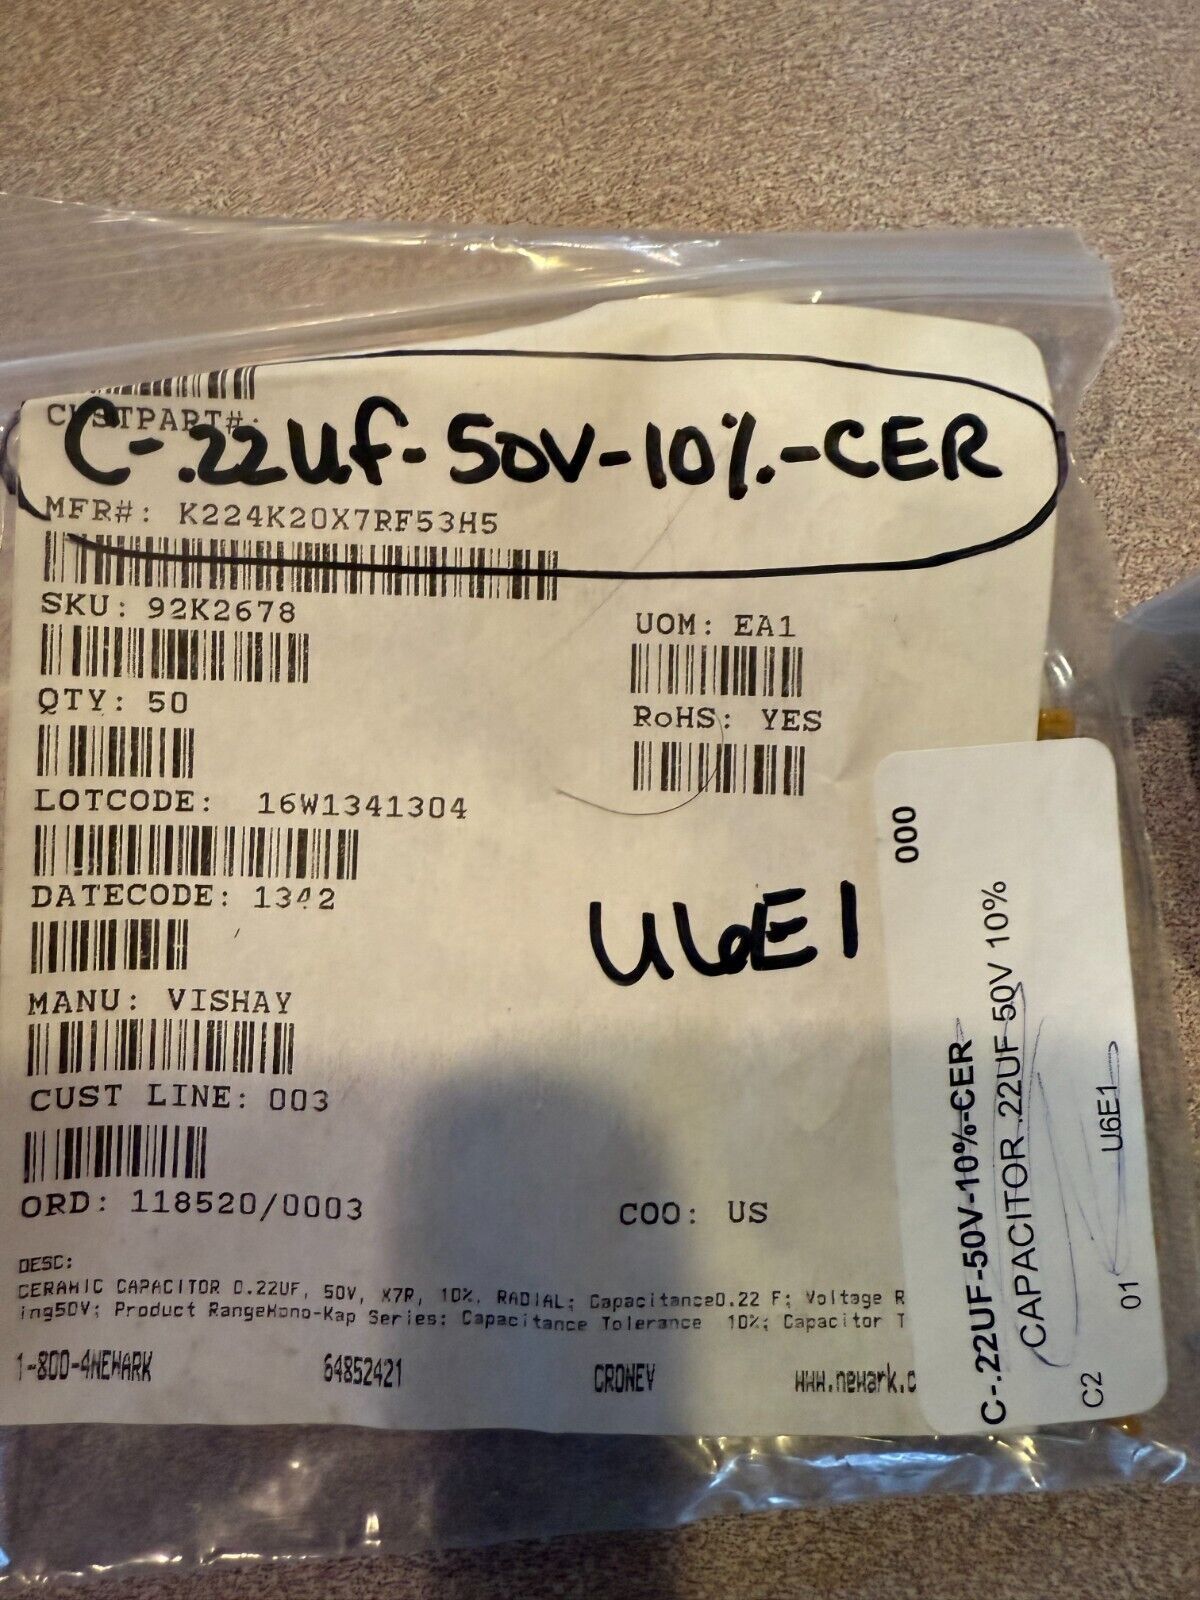 CUSTPART#:
C-.22uf-50V-10%-CER
MFR#: K224K20X7RF53H5
SKU: 92K2678
UOM: EA1
QTY: 50
RoHS: YES
LOTCODE: 16W1341304
DATECODE: 1342
U6E1
MANU: VISHAY
CUST LINE: 003
ORD: 118520/0003
COO: US
DESC:
CERAMIC CAPACITOR 0.22UF, 50V, X7R, 10%, RADIAL; Capacitance0.22 F; Voltage R
ing50V; Product RangeMono-Kap Series; Capacitance Tolerance 10%; Capacitor T
1-800-4NEWARK 64852421 CRONEV www.newark.c
000
C-.22UF-50V-10%-CER
CAPACITOR .22UF 50V 10%
C2 01 U6E1